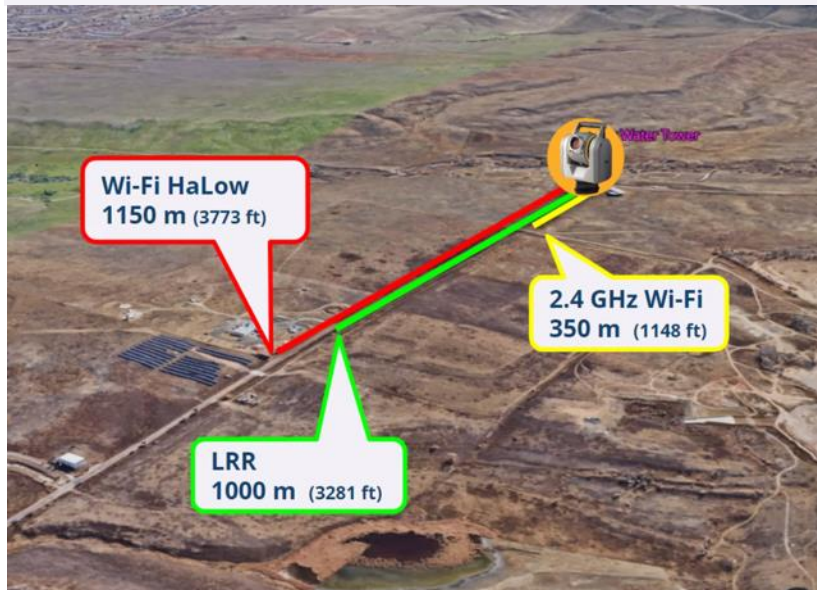 Water Tower
Wi-Fi HaLow
1150 m (3773 ft)
2.4 GHz Wi-Fi
350 m (1148 ft)
LRR
1000 m (3281 ft)